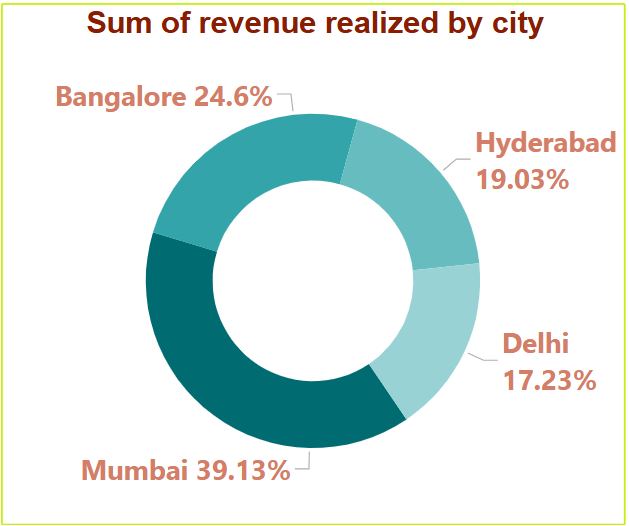 Sum of revenue realized by city
Bangalore 24.6%
Hyderabad
19.03%
Delhi
17.23%
Mumbai 39.13%